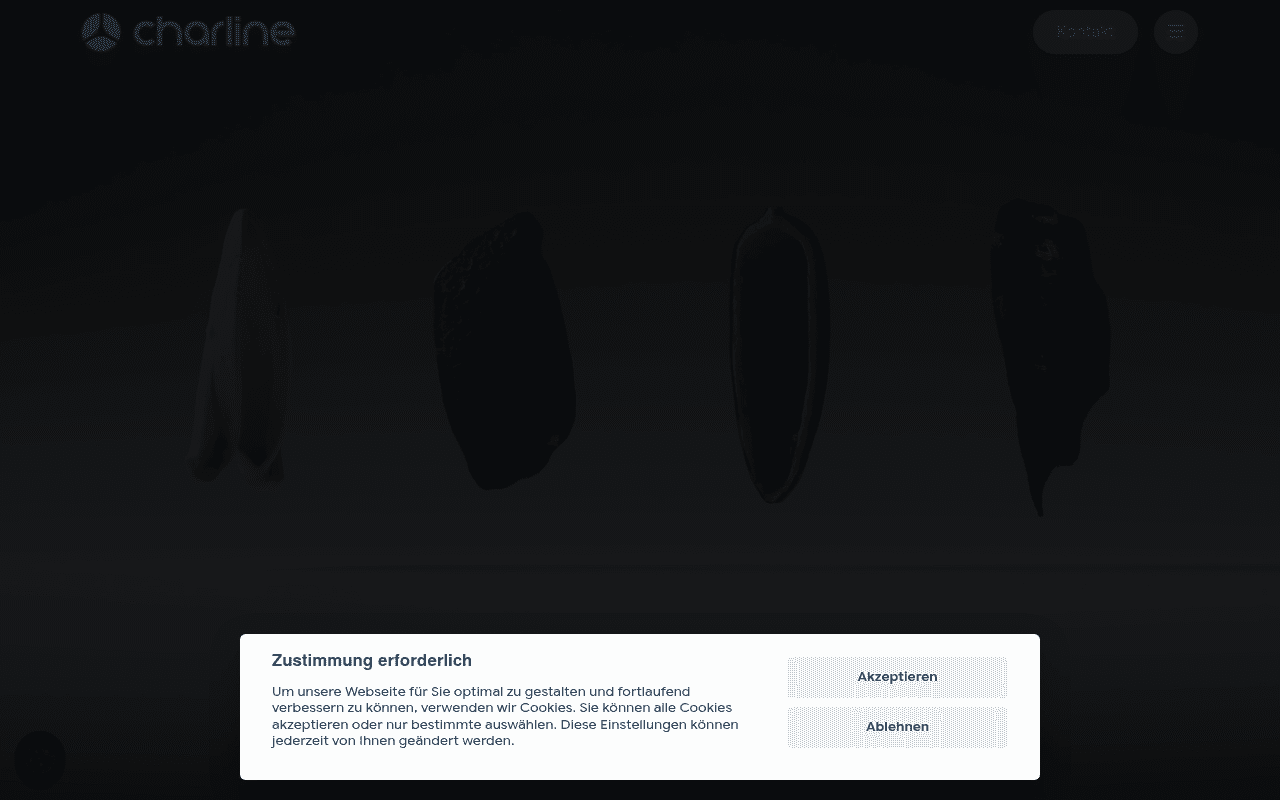 charline
Kontakt
Zustimmung erforderlich
Um unsere Webseite für Sie optimal zu gestalten und fortlaufend
verbessern zu können, verwenden wir Cookies. Sie können alle Cookies
akzeptieren oder nur bestimmte auswählen. Diese Einstellungen können
jederzeit von Ihnen geändert werden.
Akzeptieren
Ablehnen